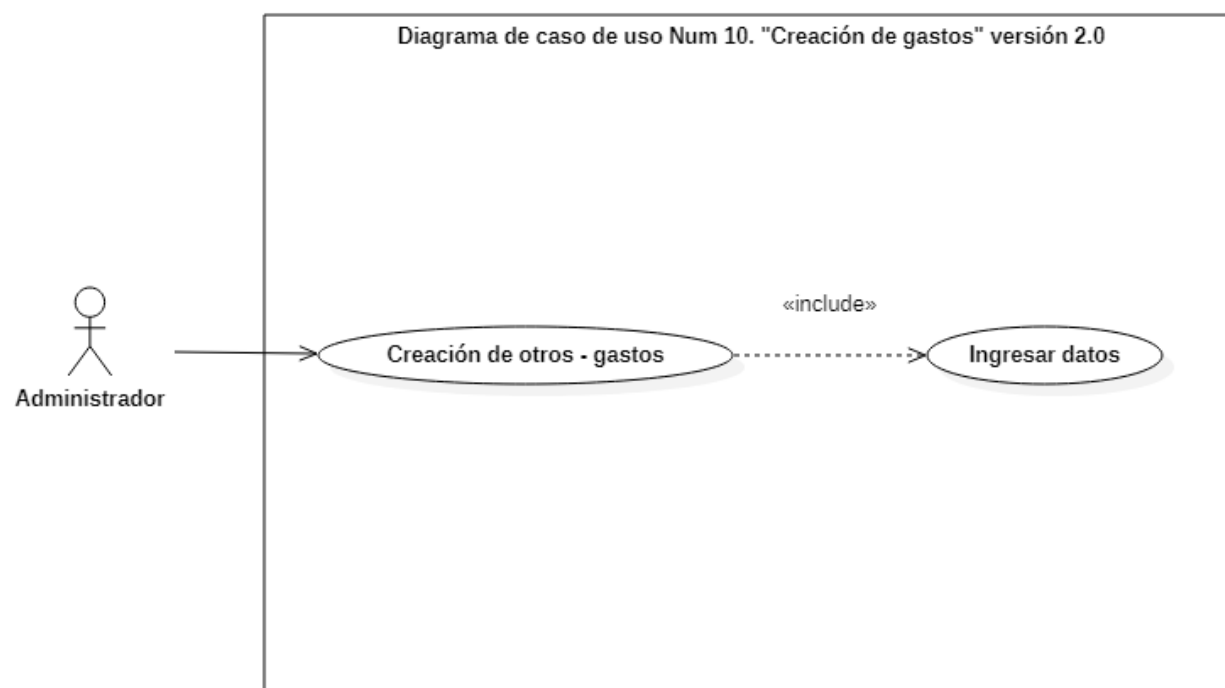 Diagrama de caso de uso Num 10. "Creación de gastos" versión 2.0
«include»
Creación de otros - gastos
Ingresar datos
Administrador